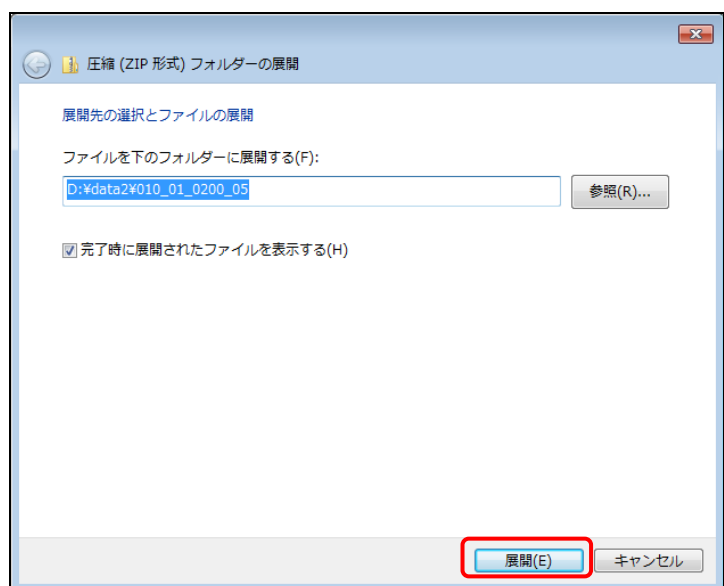 圧縮 (ZIP 形式) フォルダーの展開
展開先の選択とファイルの展開
ファイルを下のフォルダーに展開する(F):
D:¥data2¥010_01_0200_05
参照(R)...
完了時に展開されたファイルを表示する(H)
展開(E)
キャンセル